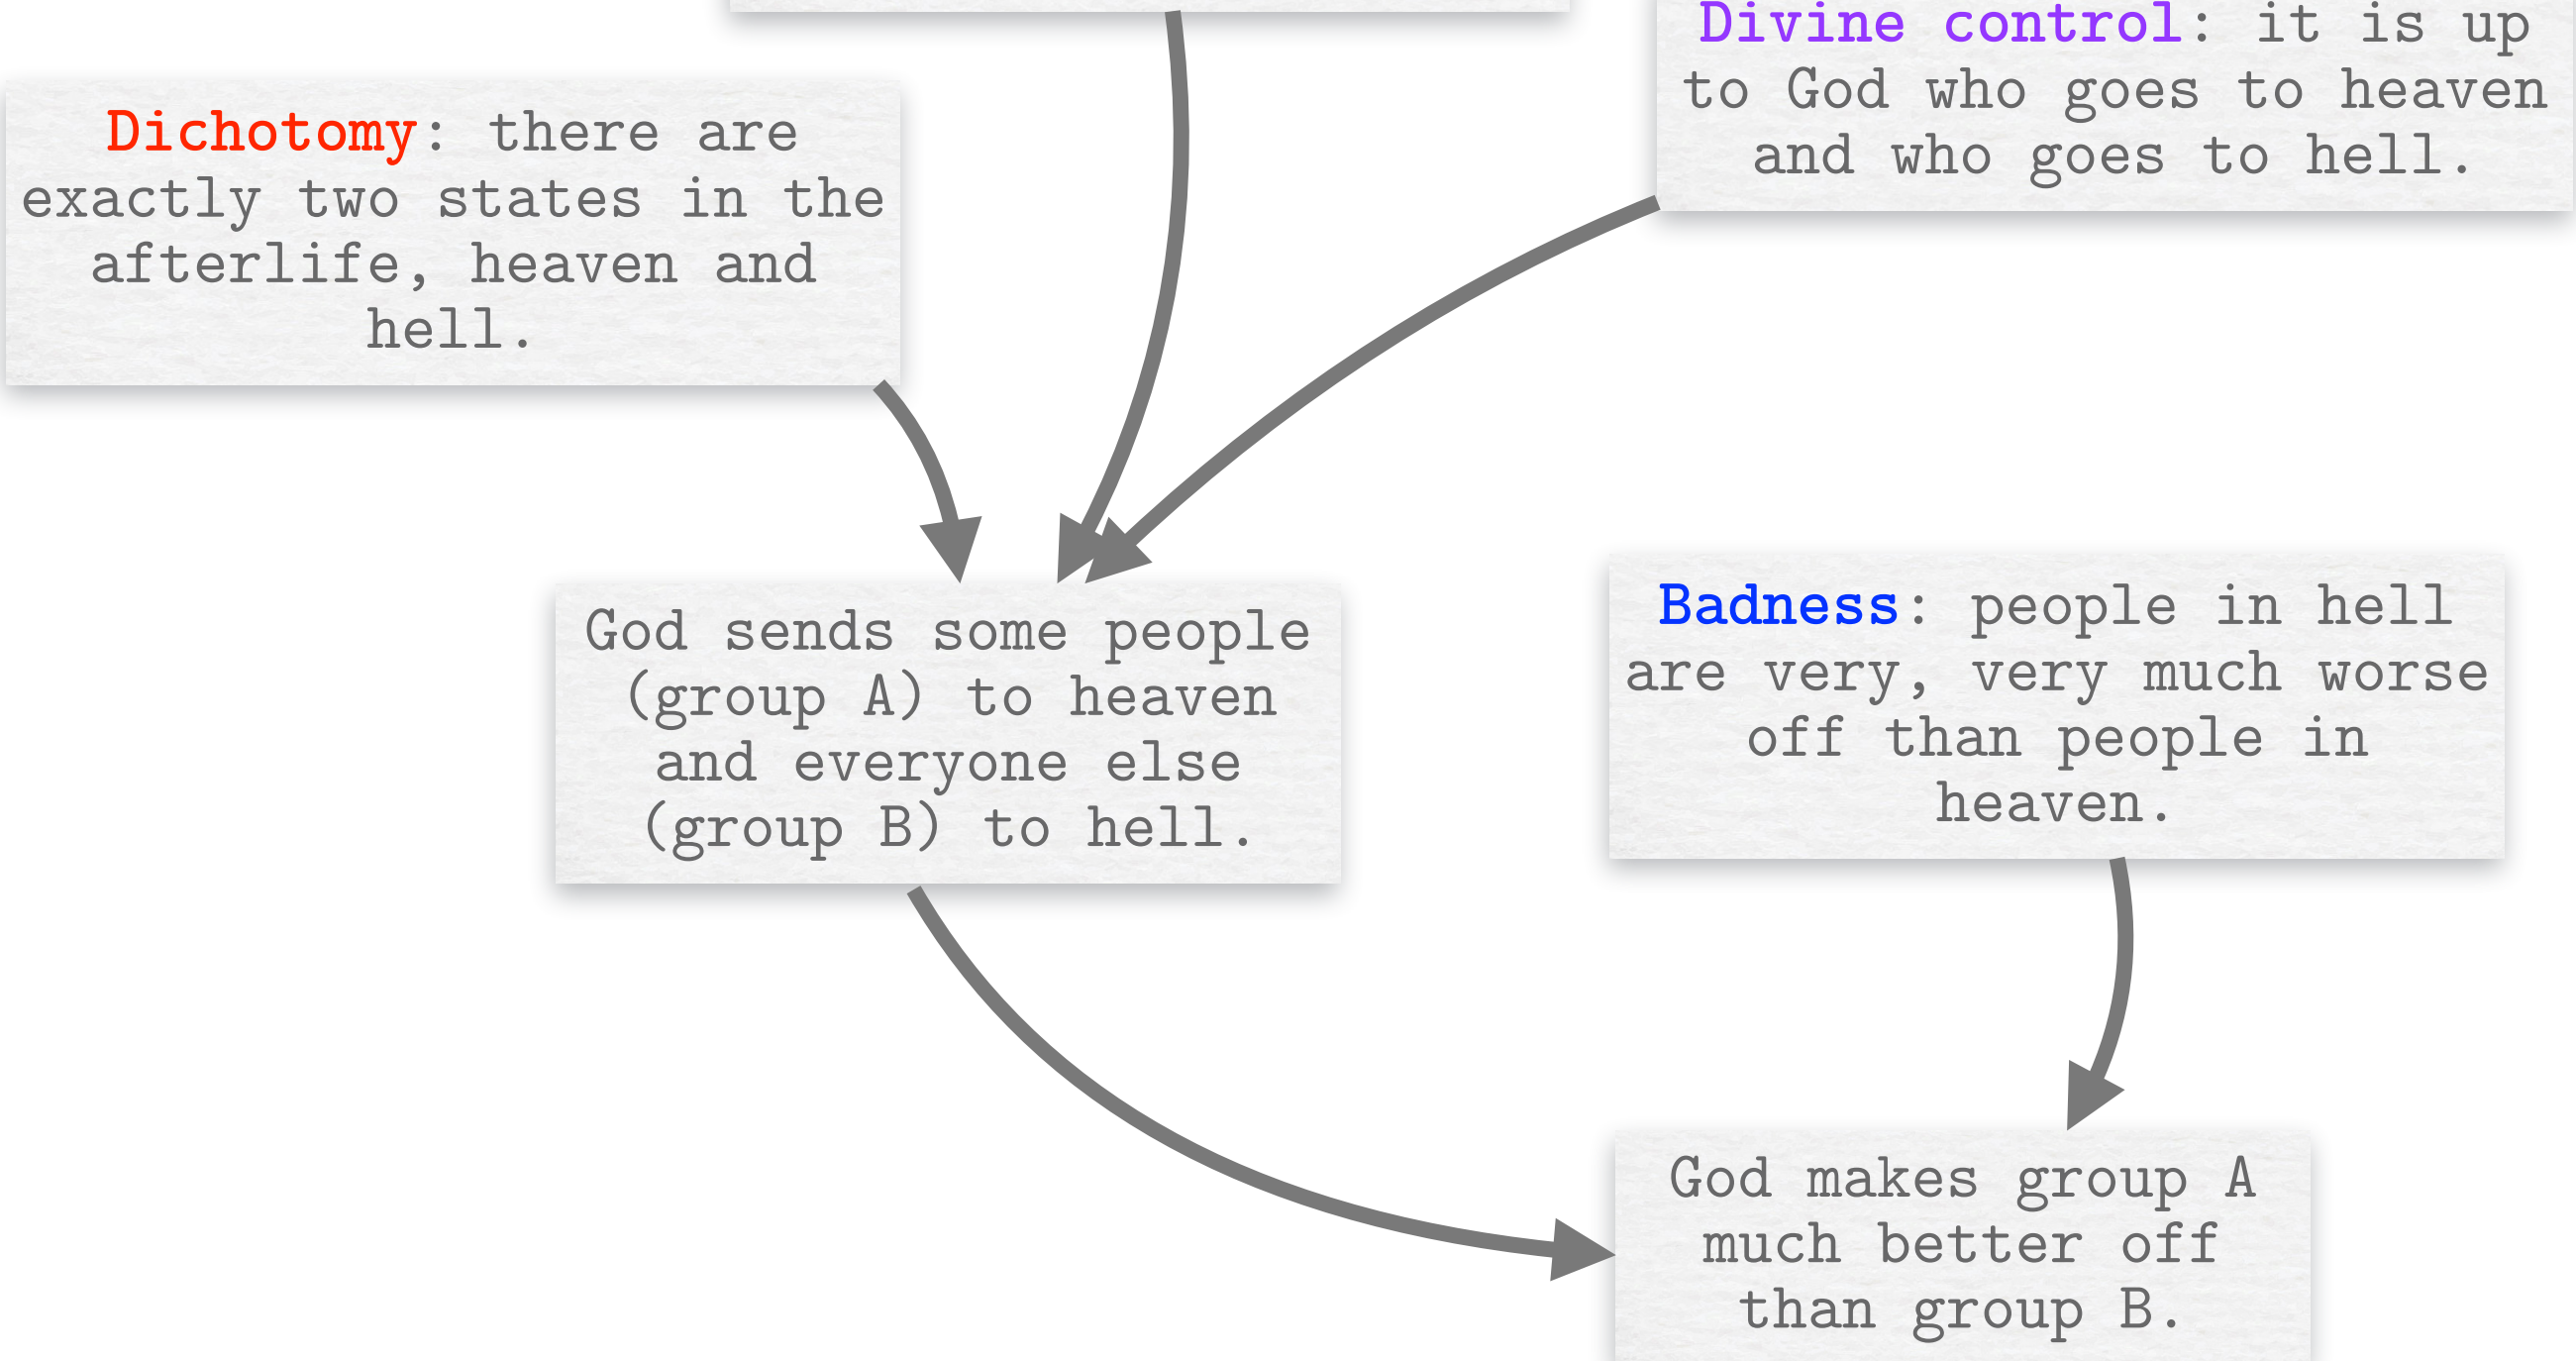 Divine control: it is up
to God who goes to heaven
and who goes to hell.
Dichotomy: there are
exactly two states in the
afterlife, heaven and
hell.
God sends some people
(group A) to heaven
and everyone else
(group B) to hell.
Badness: people in hell
are very, very much worse
off than people in
heaven.
God makes group A
much better off
than group B.